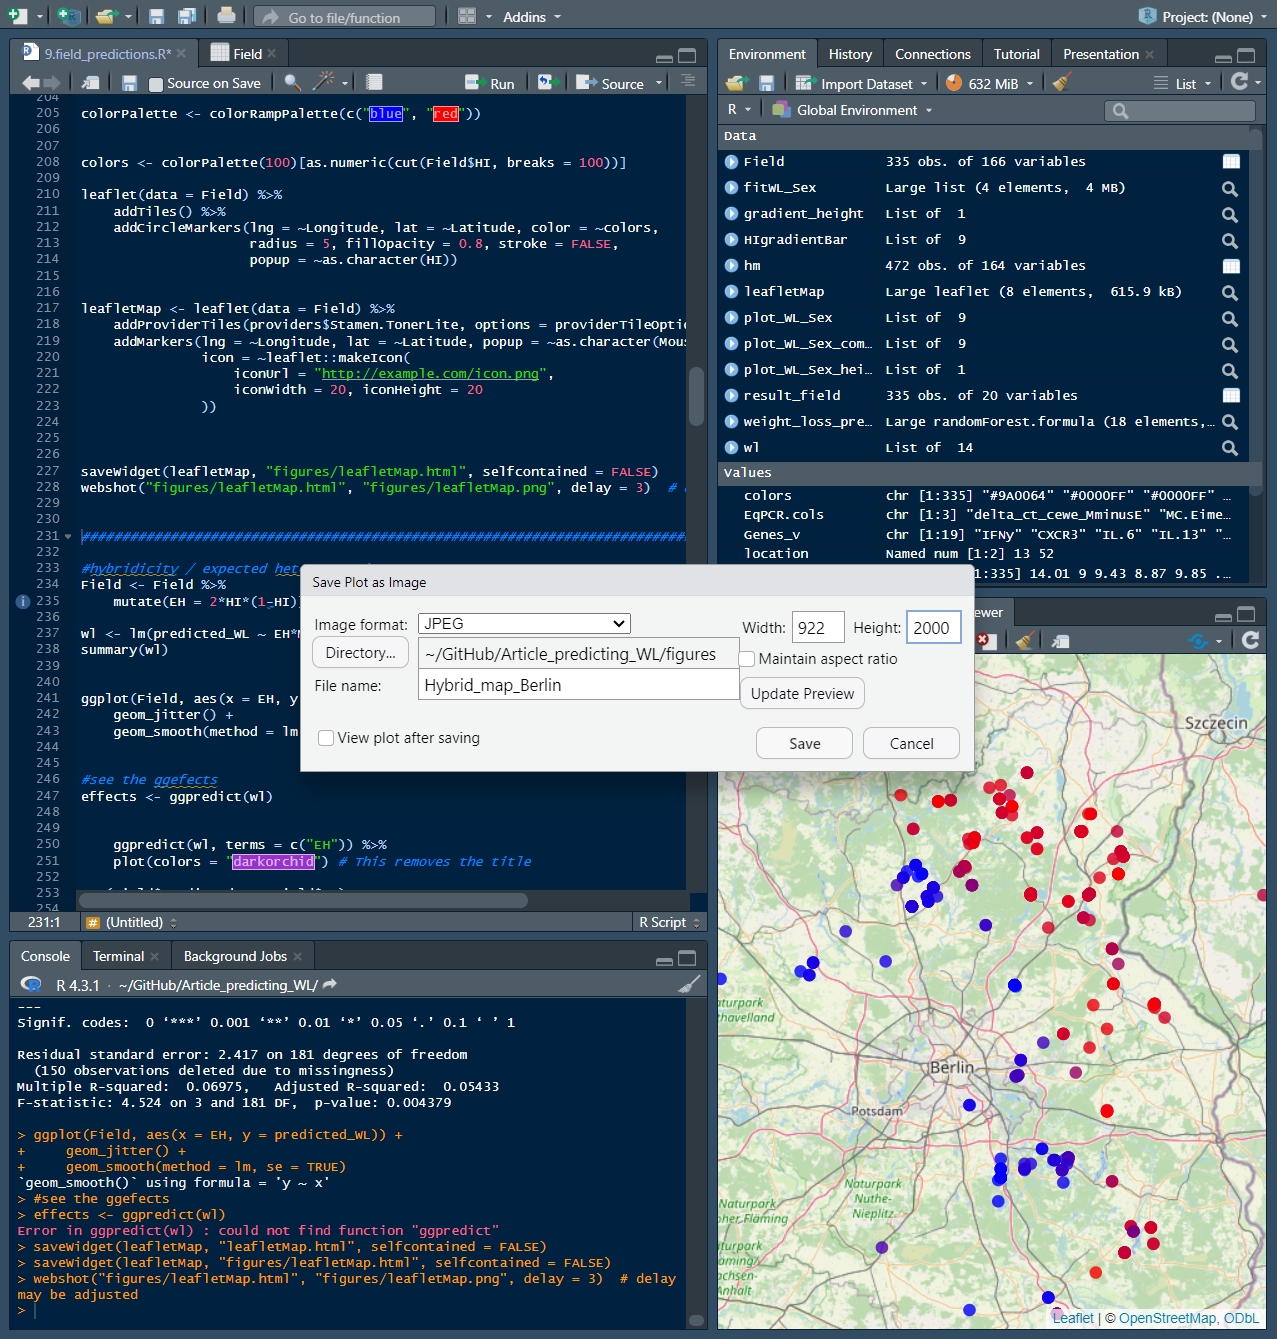 Go to file/function
Addins
Project: (None)
9.field_predictions.R*
Field
Source on Save
Run
Source
204
205 colorPalette <- colorRampPalette(c("blue", "red"))
206
207
208 colors <- colorPalette(100)[as.numeric(cut(Field$HI, breaks = 100))]
209
210 leaflet(data = Field) %>%
211 addTiles() %>%
212 addCircleMarkers(lng = ~Longitude, lat = ~Latitude, color = ~colors,
213 radius = 5, fillOpacity = 0.8, stroke = FALSE,
214 popup = ~as.character(HI))
215
216
217 leafletMap <- leaflet(data = Field) %>%
218 addProviderTiles(providers$Stamen.TonerLite, options = providerTileOptio
219 addMarkers(lng = ~Longitude, lat = ~Latitude, popup = ~as.character(Mous
220 icon = ~leaflet::makeIcon(
221 iconUrl = "http://example.com/icon.png",
222 iconWidth = 20, iconHeight = 20
223 ))
224
225
226
227 saveWidget(leafletMap, "figures/leafletMap.html", selfcontained = FALSE)
228 webshot("figures/leafletMap.html", "figures/leafletMap.png", delay = 3) #
229
230
231 ############################################################################
232
233 #hybridicity / expected het
234 Field <- Field %>%
235 mutate(EH = 2*HI*(1-HI)
236
237 wl <- lm(predicted_WL ~ EH*
238 summary(wl)
239
240
241 ggplot(Field, aes(x = EH, y
242 geom_jitter() +
243 geom_smooth(method = lm
244
245
246 #see the ggefects
247 effects <- ggpredict(wl)
248
249
250 ggpredict(wl, terms = c("EH")) %>%
251 plot(colors = "darkorchid") # This removes the title
252
253
254
231:1
(Untitled)
R Script
Console
Terminal
Background Jobs
R 4.3.1 · ~/GitHub/Article_predicting_WL/
---
Signif. codes: 0 ‘***’ 0.001 ‘**’ 0.01 ‘*’ 0.05 ‘.’ 0.1 ‘ ’ 1
Residual standard error: 2.417 on 181 degrees of freedom
(150 observations deleted due to missingness)
Multiple R-squared: 0.06975, Adjusted R-squared: 0.05433
F-statistic: 4.524 on 3 and 181 DF, p-value: 0.004379
> ggplot(Field, aes(x = EH, y = predicted_WL)) +
+ geom_jitter() +
+ geom_smooth(method = lm, se = TRUE)
`geom_smooth()` using formula = 'y ~ x'
> #see the ggefects
> effects <- ggpredict(wl)
Error in ggpredict(wl) : could not find function "ggpredict"
> saveWidget(leafletMap, "leafletMap.html", selfcontained = FALSE)
> saveWidget(leafletMap, "figures/leafletMap.html", selfcontained = FALSE)
> webshot("figures/leafletMap.html", "figures/leafletMap.png", delay = 3) # delay
may be adjusted
>
Environment
History
Connections
Tutorial
Presentation
Import Dataset
632 MiB
List
R
Global Environment
Data
Field 335 obs. of 166 variables
fitWL_Sex Large list (4 elements, 4 MB)
gradient_height List of 1
HIgradientBar List of 9
hm 472 obs. of 164 variables
leafletMap Large leaflet (8 elements, 615.9 kB)
plot_WL_Sex List of 9
plot_WL_Sex_com… List of 9
plot_WL_Sex_hei… List of 1
result_field 335 obs. of 20 variables
weight_loss_pre… Large randomForest.formula (18 elements,…
wl List of 14
Values
colors chr [1:335] "#9A0064" "#0000FF" "#0000FF" …
EqPCR.cols chr [1:3] "delta_ct_cewe_MminusE" "MC.Eime…
Genes_v chr [1:19] "IFNy" "CXCR3" "IL.6" "IL.13" "…
location Named num [1:2] 13 52
1:335] 14.01 9 9.43 8.87 9.85 …
Save Plot as Image
Image format: JPEG
Width: 922
Height: 2000
Directory...
~/GitHub/Article_predicting_WL/figures
Maintain aspect ratio
File name: Hybrid_map_Berlin
Update Preview
View plot after saving
Save
Cancel
ewer
Szczecin
aturpark
thavelland
Berlin
Potsdam
Naturpark
Nuthe-
Nieplitz
Naturpark
oher Fläming
turpark
äming/
achsen-
Anhalt
Leaflet | © OpenStreetMap, ODbL